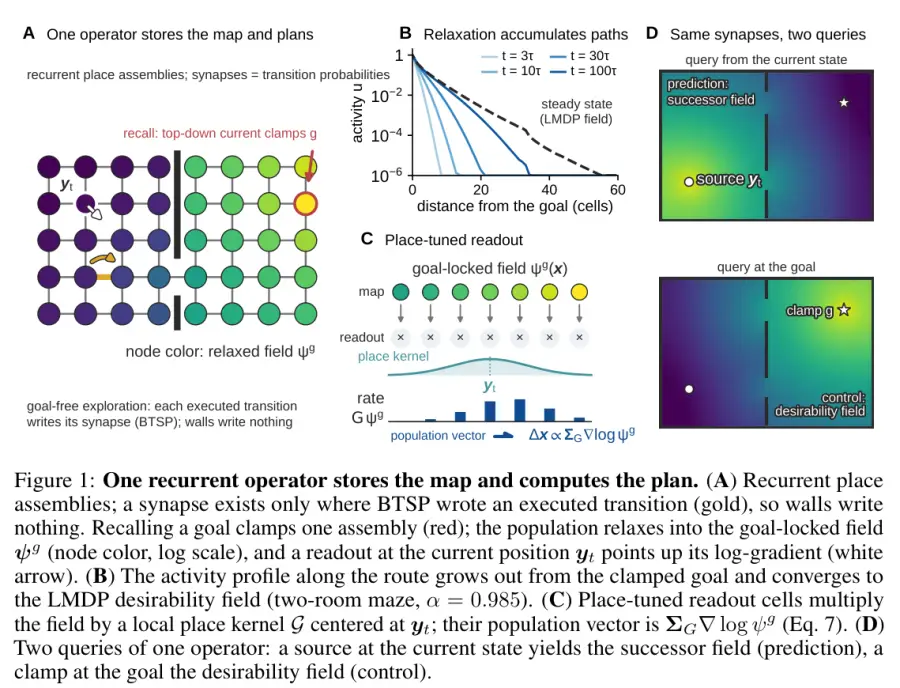 A One operator stores the map and plans
recurrent place assemblies; synapses = transition probabilities
recall: top-down current clamps g
yt
node color: relaxed field ψg
goal-free exploration: each executed transition
writes its synapse (BTSP); walls write nothing
B Relaxation accumulates paths
t = 3τ
t = 10τ
t = 30τ
t = 100τ
steady state
(LMDP field)
activity u
1
10−2
10−4
10−6
0 20 40 60
distance from the goal (cells)
C Place-tuned readout
goal-locked field ψg(x)
map
readout × × × × × × ×
place kernel
yt
rate
G ψg
population vector Δx ∝ ΣG∇log ψg
D Same synapses, two queries
query from the current state
prediction:
successor field
source yt
query at the goal
clamp g
control:
desirability field
Figure 1: One recurrent operator stores the map and computes the plan. (A) Recurrent place
assemblies; a synapse exists only where BTSP wrote an executed transition (gold), so walls write
nothing. Recalling a goal clamps one assembly (red); the population relaxes into the goal-locked field
ψg (node color, log scale), and a readout at the current position yt points up its log-gradient (white
arrow). (B) The activity profile along the route grows out from the clamped goal and converges to
the LMDP desirability field (two-room maze, α = 0.985). (C) Place-tuned readout cells multiply
the field by a local place kernel G centered at yt; their population vector is ΣG∇ log ψg (Eq. 7). (D)
Two queries of one operator: a source at the current state yields the successor field (prediction), a
clamp at the goal the desirability field (control).